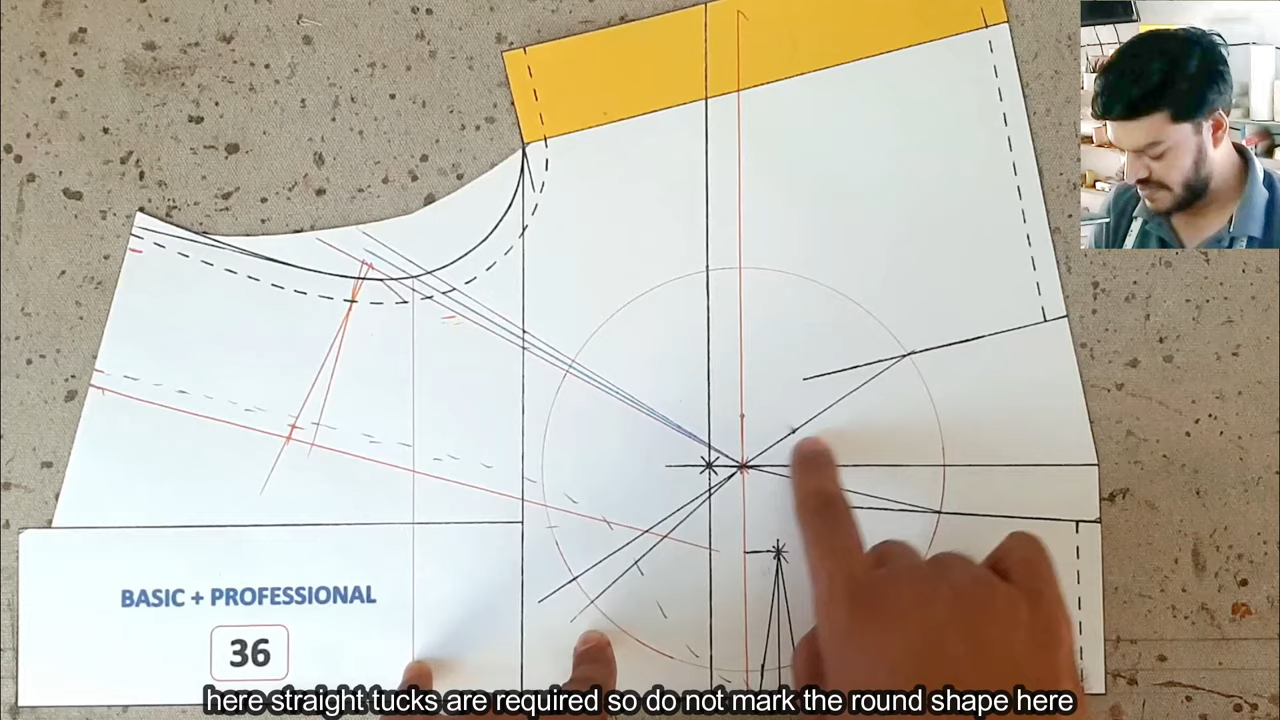 BASIC + PROFESSIONAL
36
here straight tucks are required so do not mark the round shape here